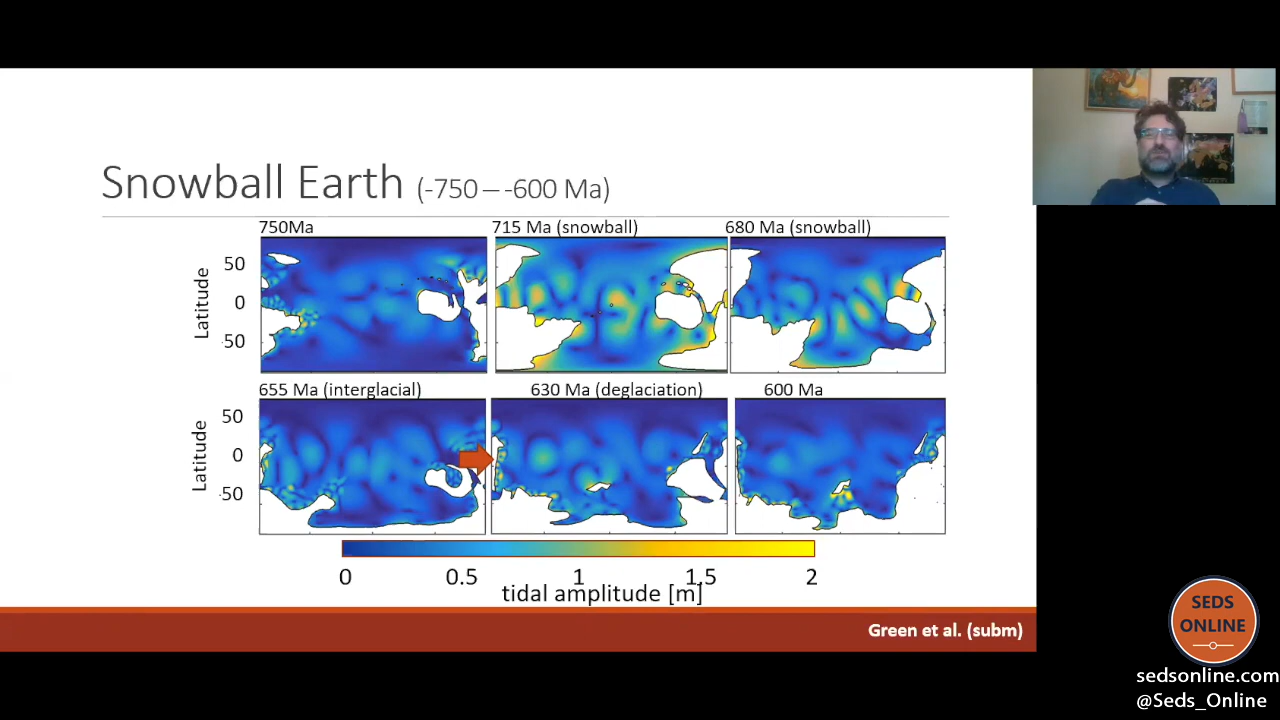 Snowball Earth (-750 – -600 Ma)
750Ma
715 Ma (snowball)
680 Ma (snowball)
Latitude
50
0
-50
655 Ma (interglacial)
630 Ma (deglaciation)
600 Ma
Latitude
50
0
-50
0 0.5 1 1.5 2
tidal amplitude [m]
Green et al. (subm)
SEDS
ONLINE
sedsonline.com
@Seds_Online